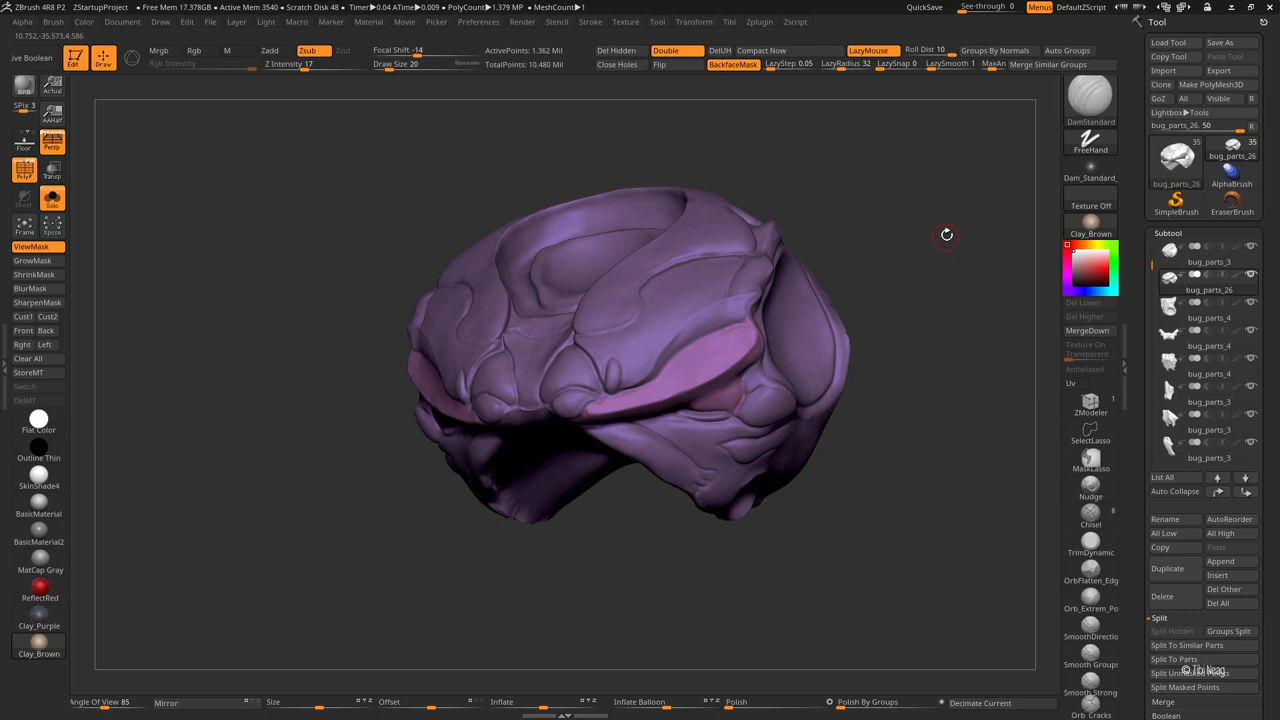 ZBrush 4R8 P2 ZStartupProject • Free Mem 17.378GB • Active Mem 3540 • Scratch Disk 48 • Timer▶0.04 ATime▶0.009 • PolyCount▶1.379 MP • MeshCount▶1
QuickSave See-through 0 Menus DefaultZScript
Alpha Brush Color Document Draw Edit File Layer Light Macro Marker Material Movie Picker Preferences Render Stencil Stroke Texture Tool Transform Tibi Zplugin Zscript
10.752,-35.573,4.586
ive Boolean Edit Draw
Mrgb Rgb M Zadd Zsub Zcut Focal Shift -14 ActivePoints: 1.362 Mil
Rgb Intensity Z Intensity 17 Draw Size 20 Dynamic TotalPoints: 10.480 Mil
Del Hidden Double DelUH Compact Now LazyMouse Roll Dist 10 Groups By Normals Auto Groups
Close Holes Flip BackfaceMask LazyStep 0.05 LazyRadius 32 LazySnap 0 LazySmooth 1 MaxAn Merge Similar Groups
BPR Actual
SPix 3 AAHalf
Floor Dynamic Persp
PolyF Transp
Ghost Solo
Frame Xpose
ViewMask
GrowMask
ShrinkMask
BlurMask
SharpenMask
Cust1 Cust2
Front Back
Rght Left
Clear All
StoreMT
Switch
DelMT
Flat Color
Outline Thin
SkinShade4
BasicMaterial
BasicMaterial2
MatCap Gray
ReflectRed
Clay_Purple
Clay_Brown
DamStandard
FreeHand
Dam_Standard_
Texture Off
Clay_Brown
Del Lower
Del Higher
MergeDown
Texture On
Transparent
Antialiased
Uv
1
ZModeler
SelectLasso
MaskLasso
Nudge
8
Chisel
TrimDynamic
OrbFlatten_Edg
Orb_Extrem_Po
SmoothDirectio
Smooth Groups
Smooth Strong
Orb_Cracks
Tool
Load Tool Save As
Copy Tool Paste Tool
Import Export
Clone Make PolyMesh3D
GoZ All Visible R
Lightbox▶Tools
bug_parts_26. 50 R
35 35
bug_parts_26
bug_parts_26 AlphaBrush
SimpleBrush EraserBrush
Subtool
bug_parts_3
bug_parts_26
bug_parts_4
bug_parts_4
bug_parts_4
bug_parts_3
bug_parts_3
bug_parts_3
List All
Auto Collapse
Rename AutoReorder
All Low All High
Copy Paste
Duplicate Append
Insert
Delete Del Other
Del All
Split
Split Hidden Groups Split
Split To Similar Parts
Split To Parts
Split Unmasked Points
© Tibi Neag
Split Masked Points
Merge
Boolean
Angle Of View 85 Mirror Size Offset Inflate Inflate Balloon Polish Polish By Groups Decimate Current